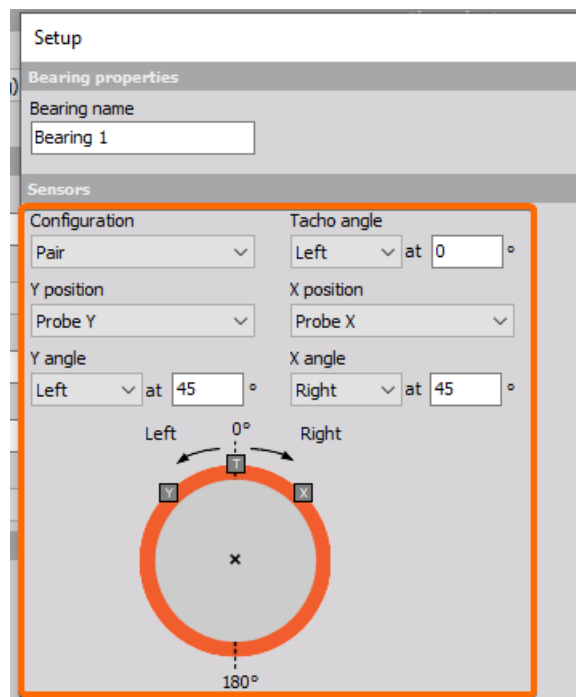 Setup
Bearing properties
Bearing name
Bearing 1
Sensors
Configuration Tacho angle
Pair Left at 0 °
Y position X position
Probe Y Probe X
Y angle X angle
Left at 45 ° Right at 45 °
Left 0° Right
T
Y X
180°